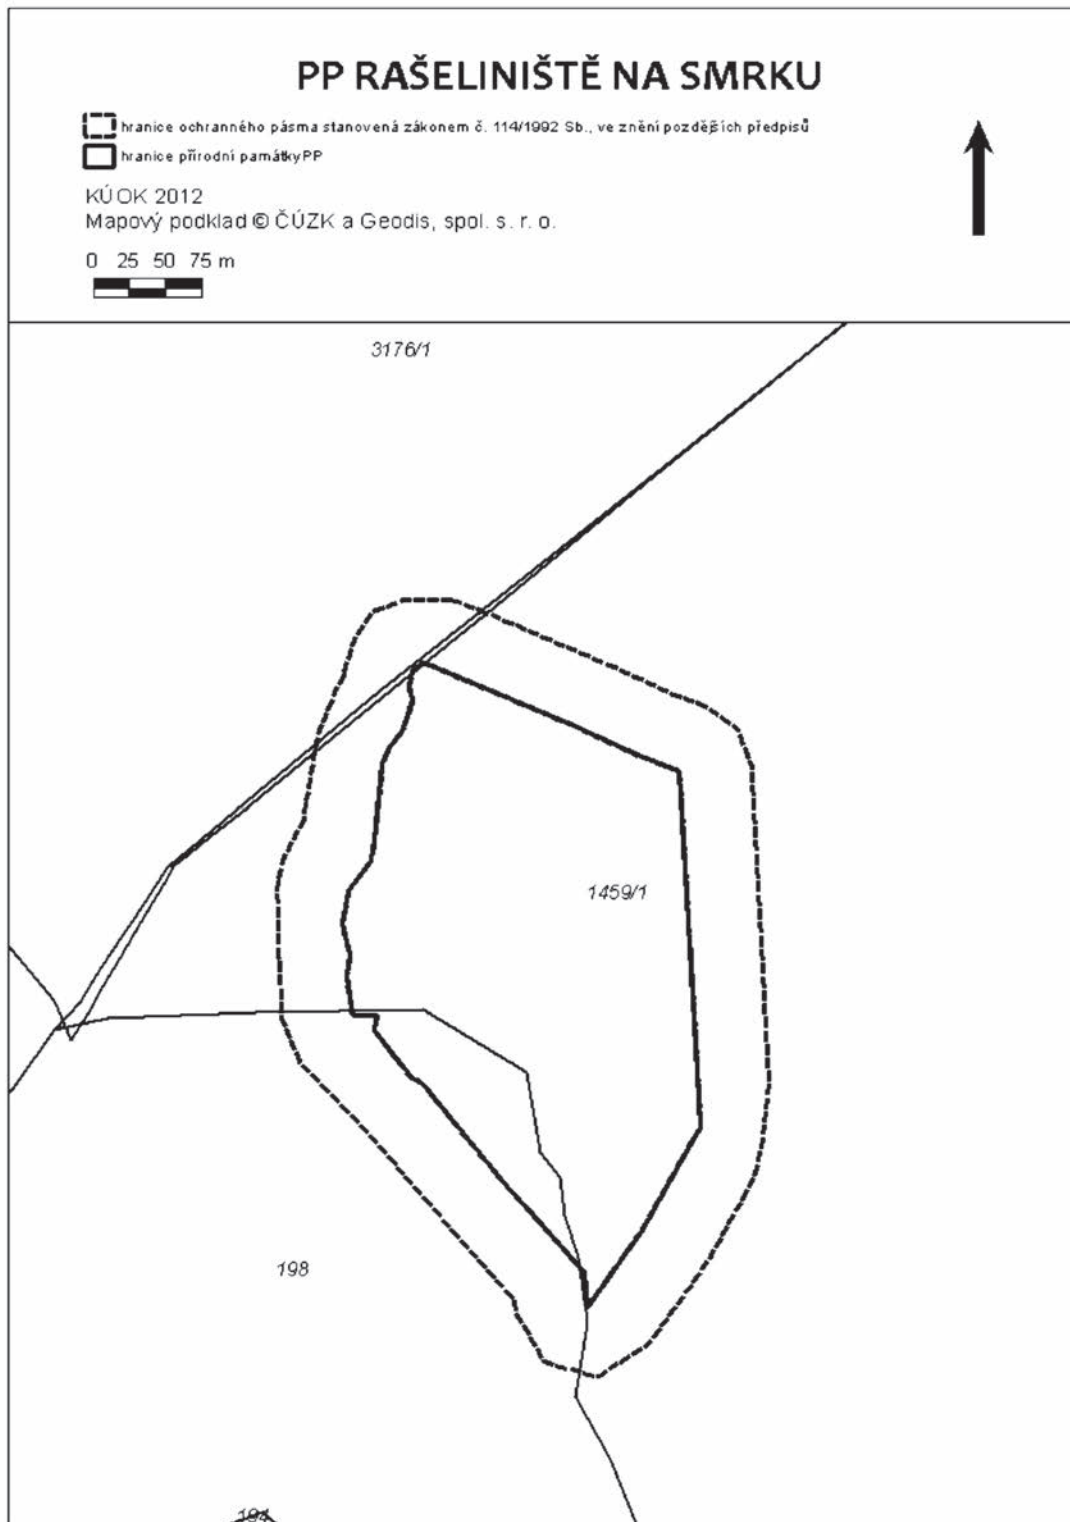 PP RAŠELINIŠTĚ NA SMRKU
hranice ochranného pásma stanovená zákonem č. 114/1992 Sb., ve znění pozdějších předpisů
hranice přírodní památky PP
KÚOK 2012
Mapový podklad © ČÚZK a Geodis, spol. s. r. o.
0 25 50 75 m
3176/1
1459/1
198
194